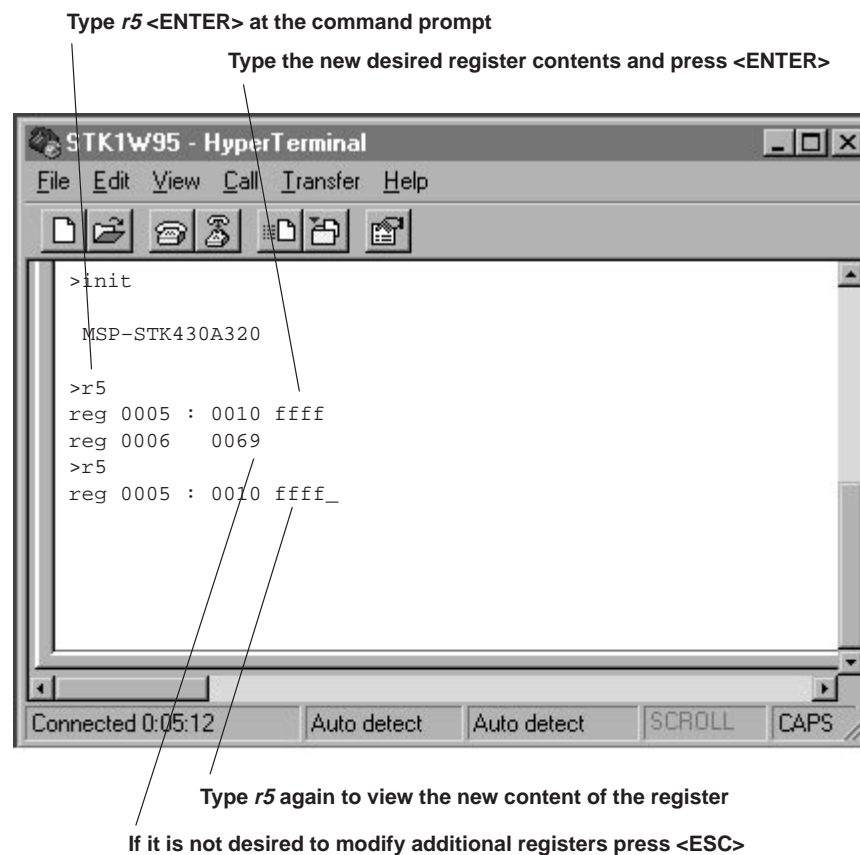 Type r5 <ENTER> at the command prompt
Type the new desired register contents and press <ENTER>
STK1W95 - HyperTerminal
File Edit View Call Transfer Help
>init
MSP-STK430A320
>r5
reg 0005 : 0010 ffff
reg 0006 0069
>r5
reg 0005 : 0010 ffff_
Connected 0:05:12 Auto detect Auto detect SCROLL CAPS
Type r5 again to view the new content of the register
If it is not desired to modify additional registers press <ESC>